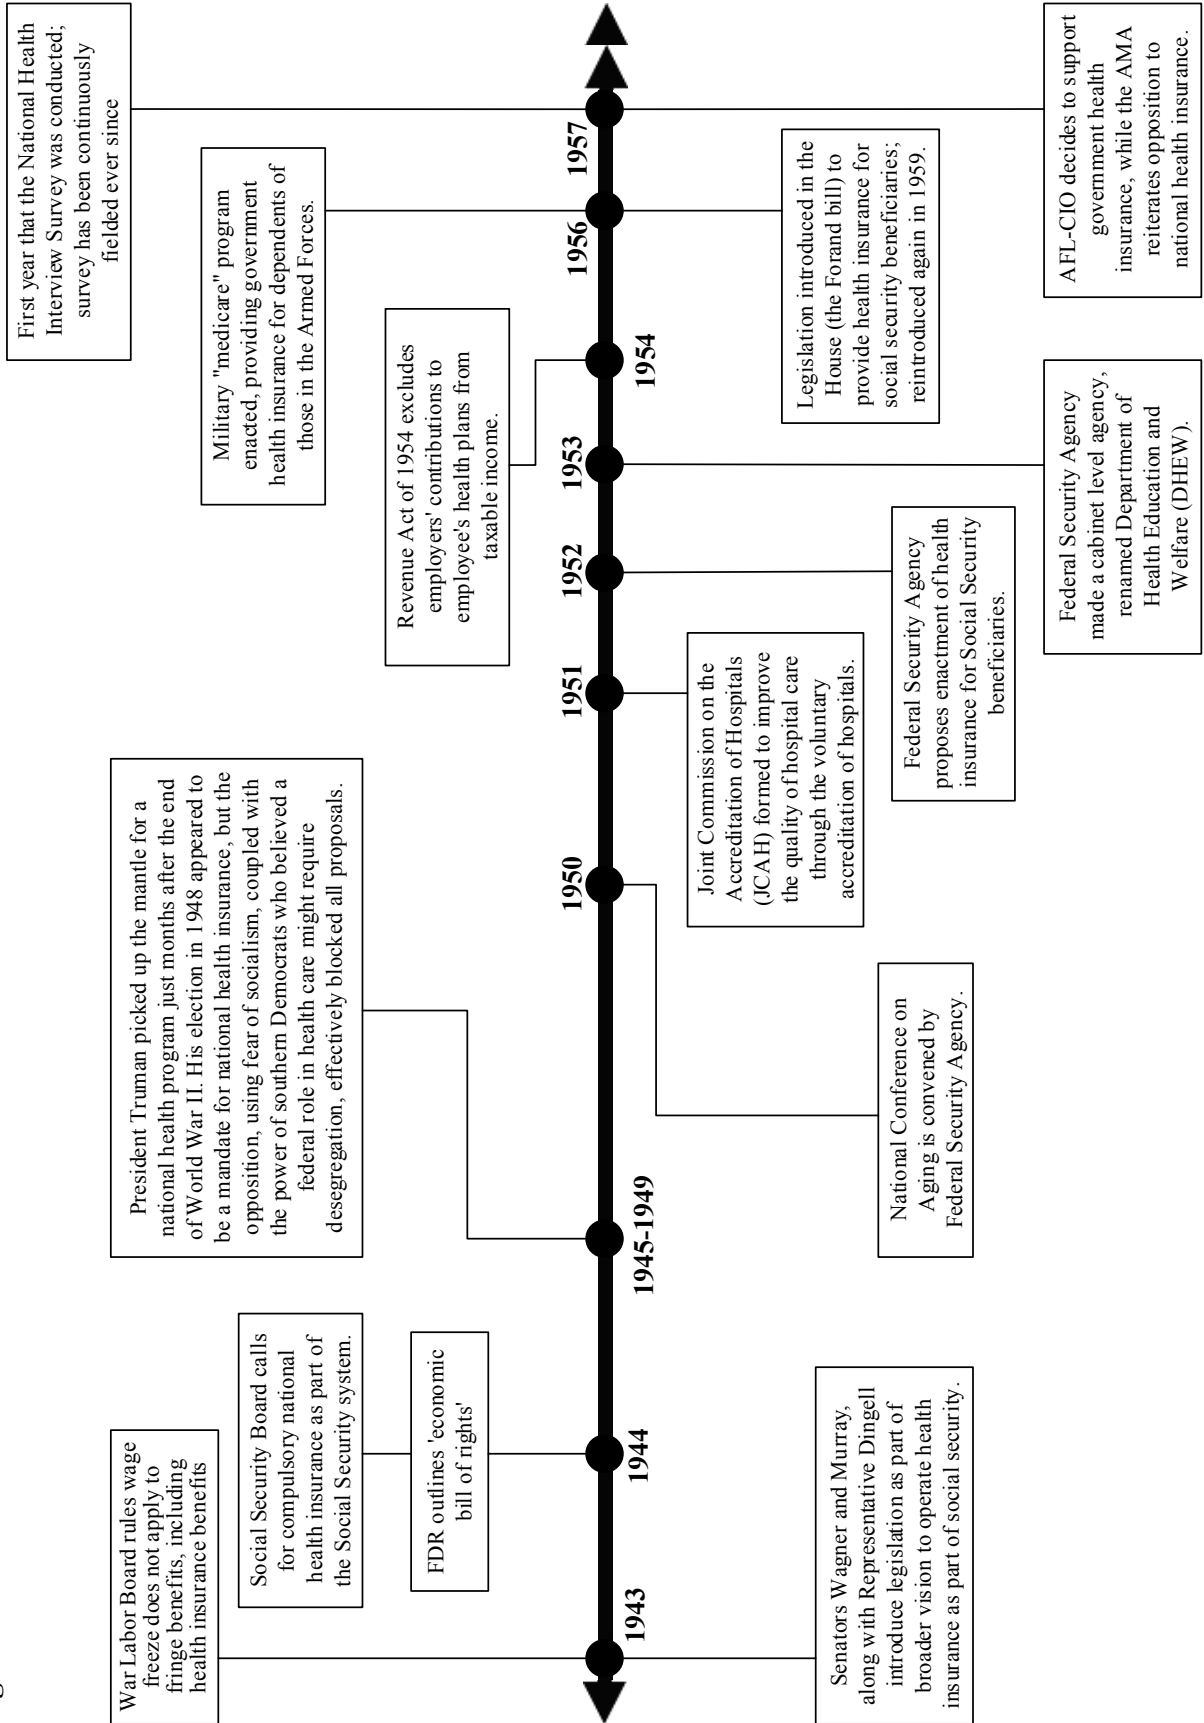 War Labor Board rules wage
freeze does not apply to
fringe benefits, including
health insurance benefits
Social Security Board calls
for compulsory national
health insurance as part of
the Social Security system.
FDR outlines 'economic
bill of rights'
President Truman picked up the mantle for a
national health program just months after the end
of World War II. His election in 1948 appeared to
be a mandate for national health insurance, but the
opposition, using fear of socialism, coupled with
the power of southern Democrats who believed a
federal role in health care might require
desegregation, effectively blocked all proposals.
Revenue Act of 1954 excludes
employers' contributions to
employee's health plans from
taxable income.
Military "medicare" program
enacted, providing government
health insurance for dependents of
those in the Armed Forces.
First year that the National Health
Interview Survey was conducted;
survey has been continuously
fielded ever since
1943
1944
1945-1949
1950
1951
1952
1953
1954
1956
1957
Senators Wagner and Murray,
along with Representative Dingell
introduce legislation as part of
broader vision to operate health
insurance as part of social security.
National Conference on
Aging is convened by
Federal Security Agency.
Joint Commission on the
Accreditation of Hospitals
(JCAH) formed to improve
the quality of hospital care
through the voluntary
accreditation of hospitals.
Federal Security Agency
proposes enactment of health
insurance for Social Security
beneficiaries.
Federal Security Agency
made a cabinet level agency,
renamed Department of
Health Education and
Welfare (DHEW).
Legislation introduced in the
House (the Forand bill) to
provide health insurance for
social security beneficiaries;
reintroduced again in 1959.
AFL-CIO decides to support
government health
insurance, while the AMA
reiterates opposition to
national health insurance.